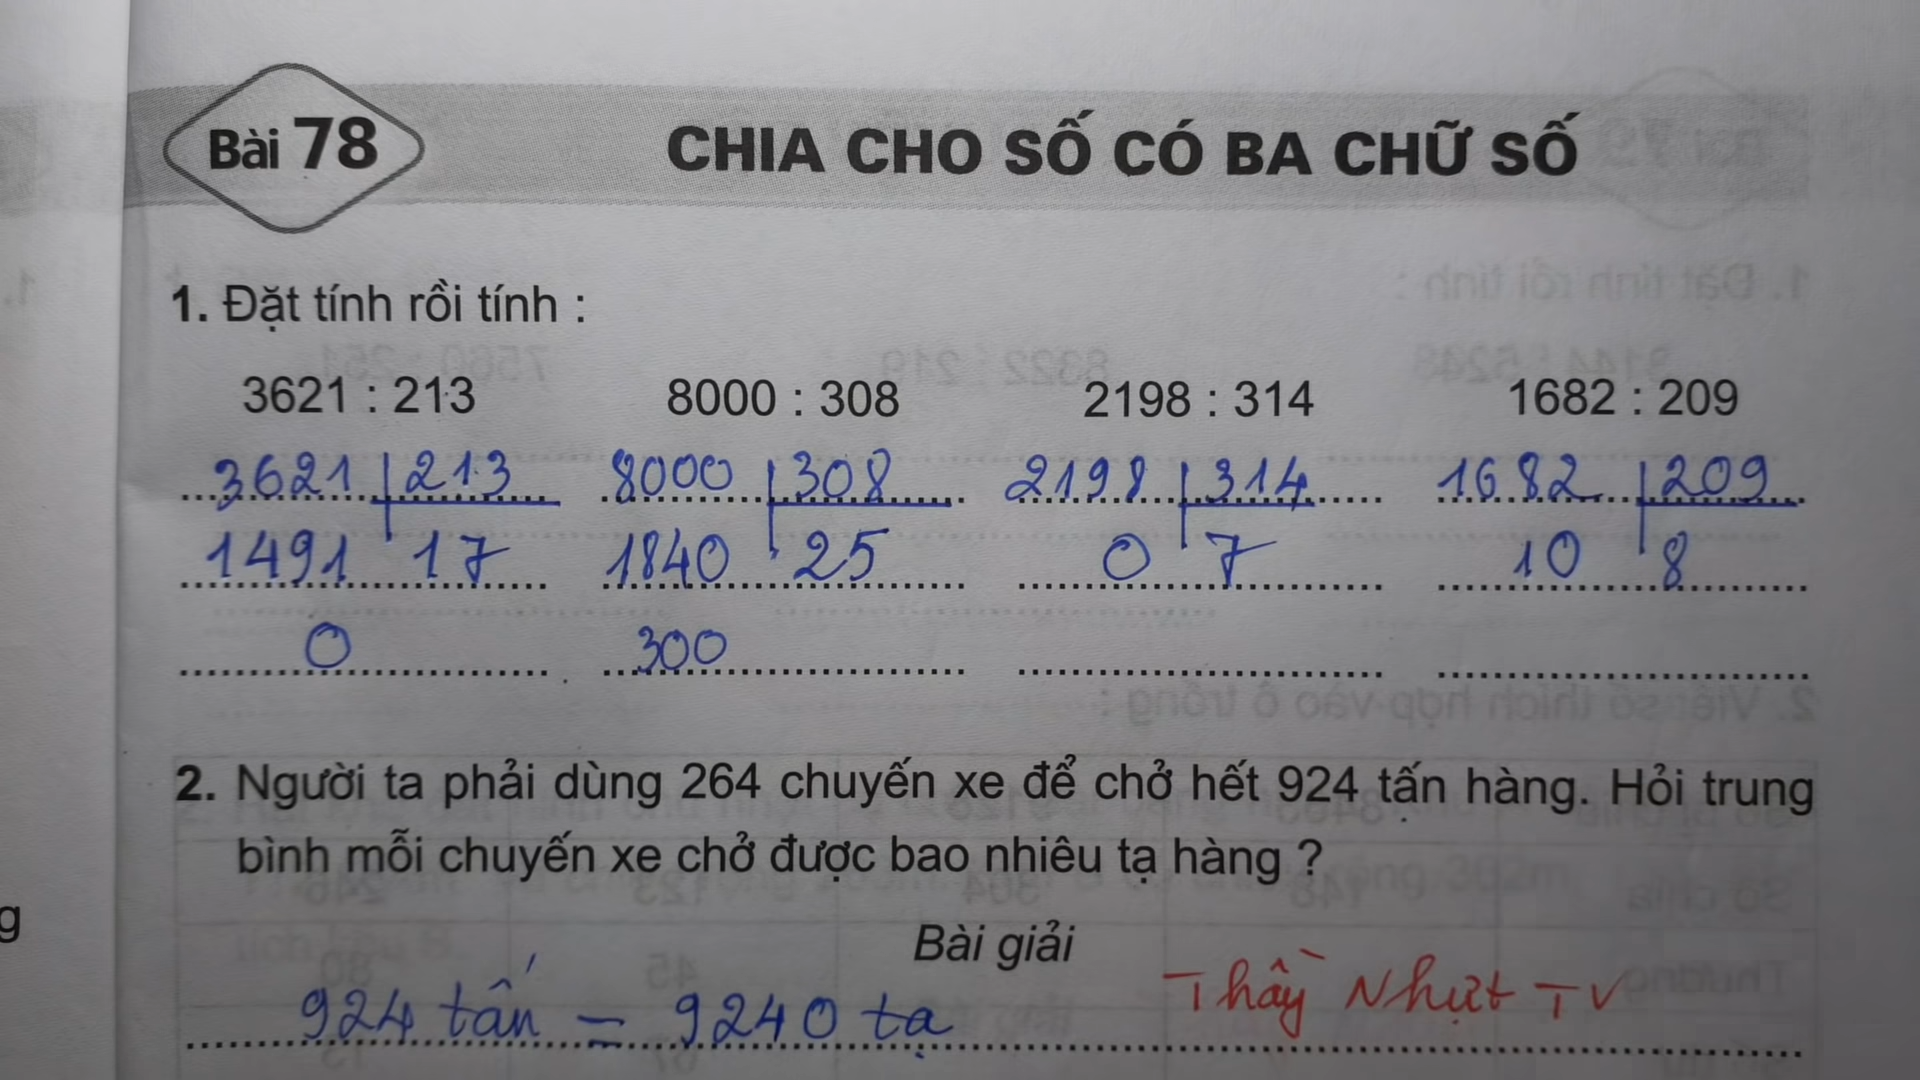 Bài 78 CHIA CHO SỐ CÓ BA CHỮ SỐ
1. Đặt tính rồi tính :
3621 : 213 8000 : 308 2198 : 314 1682 : 209
3621 213 8000 308 2198 314 1682 209
1491 17 1840 25 0 7 10 8
0 300
2. Người ta phải dùng 264 chuyến xe để chở hết 924 tấn hàng. Hỏi trung
bình mỗi chuyến xe chở được bao nhiêu tạ hàng ?
g
Bài giải
924 tấn = 9240 tạ Thầy Nhựt TV